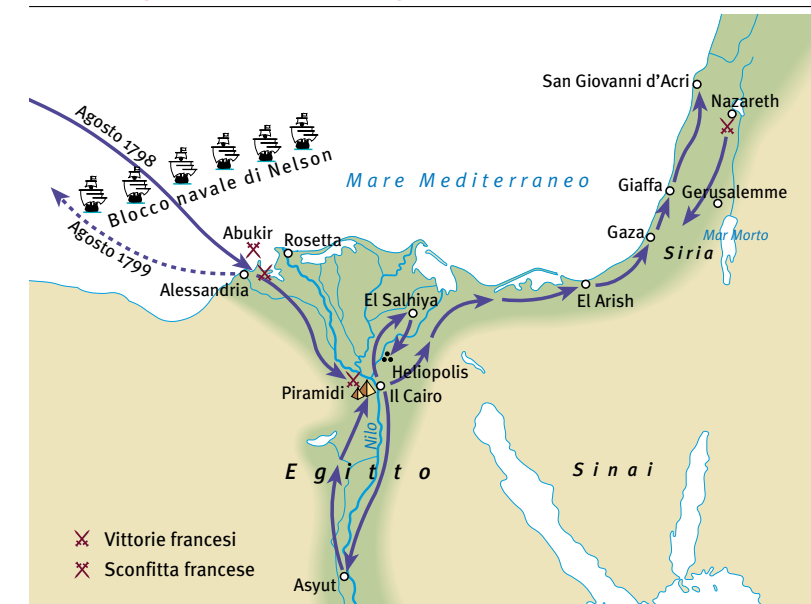 San Giovanni d'Acri
Nazareth
Agosto 1798
Blocco navale di Nelson
Mare Mediterraneo
Giaffa
Gerusalemme
Agosto 1799
Abukir
Rosetta
Gaza
Mar Morto
Siria
Alessandria
El Salhiya
El Arish
Heliopolis
Piramidi
Il Cairo
Nilo
Egitto
Sinai
Vittorie francesi
Sconfitta francese
Asyut